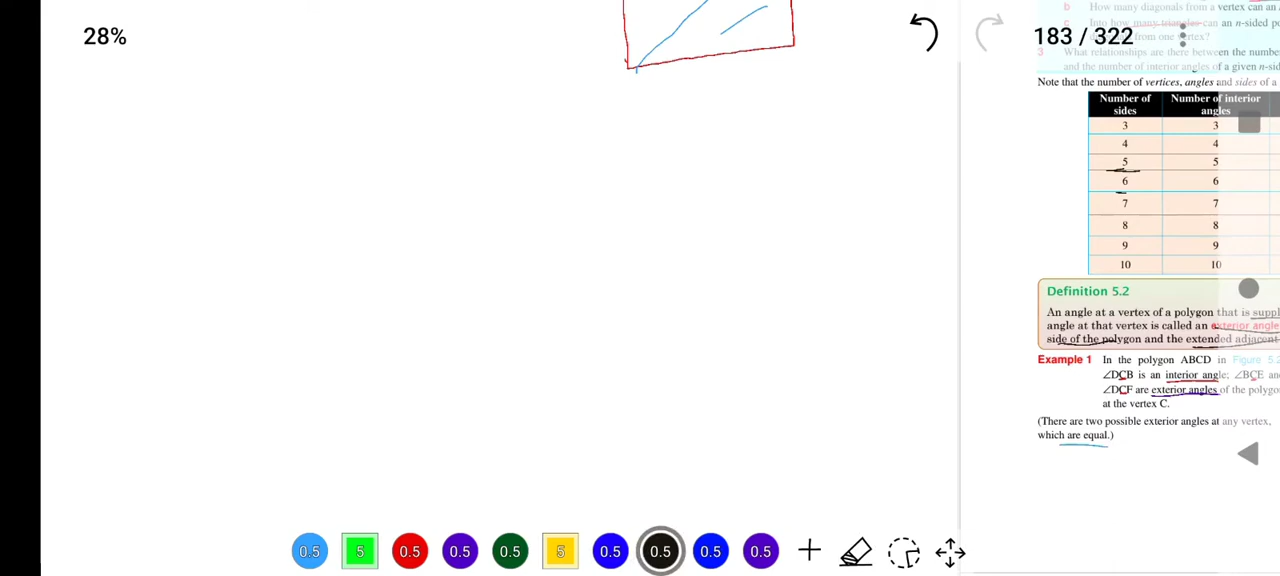 28%
183 / 322
b How many diagonals from a vertex can an
c Into how many triangles can an n-sided po
from one vertex?
3 What relationships are there between the numbe
and the number of interior angles of a given n-sid
Note that the number of vertices, angles and sides of a
Number of sides Number of interior angles
3 3
4 4
5 5
6 6
7 7
8 8
9 9
10 10
Definition 5.2
An angle at a vertex of a polygon that is suppl
angle at that vertex is called an exterior angle
side of the polygon and the extended adjacent
Example 1 In the polygon ABCD in Figure 5.2
∠DCB is an interior angle; ∠BCE and
∠DCF are exterior angles of the polygo
at the vertex C.
(There are two possible exterior angles at any vertex,
which are equal.)
0.5 5 0.5 0.5 0.5 5 0.5 0.5 0.5 0.5